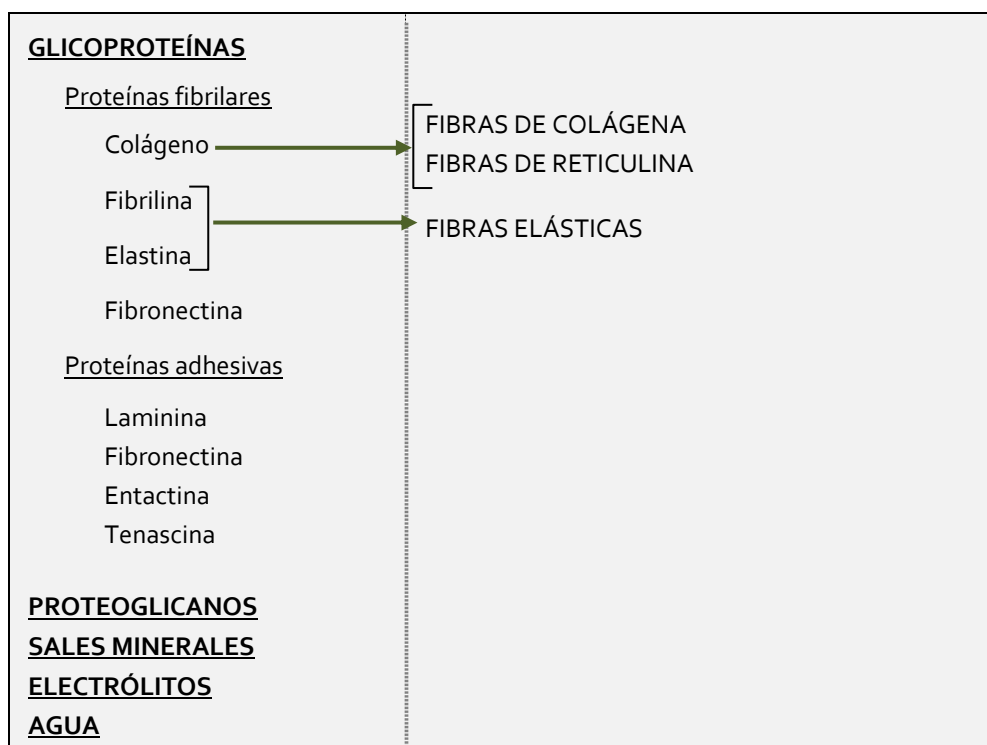 GLICOPROTEÍNAS
Proteínas fibrilares
Colágeno
FIBRAS DE COLÁGENA
FIBRAS DE RETICULINA
Fibrilina
Elastina
FIBRAS ELÁSTICAS
Fibronectina
Proteínas adhesivas
Laminina
Fibronectina
Entactina
Tenascina
PROTEOGLICANOS
SALES MINERALES
ELECTRÓLITOS
AGUA